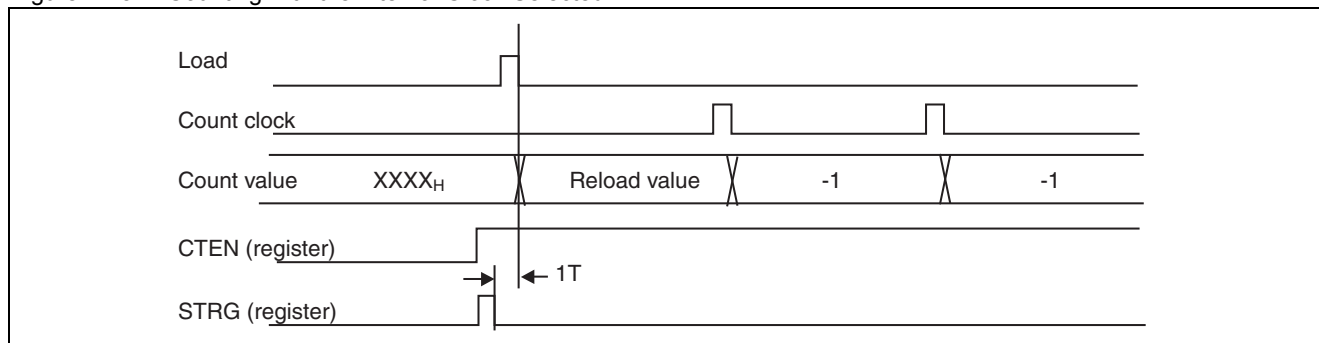 Load
Count clock
Count value XXXXH Reload value -1 -1
CTEN (register)
1T
STRG (register)